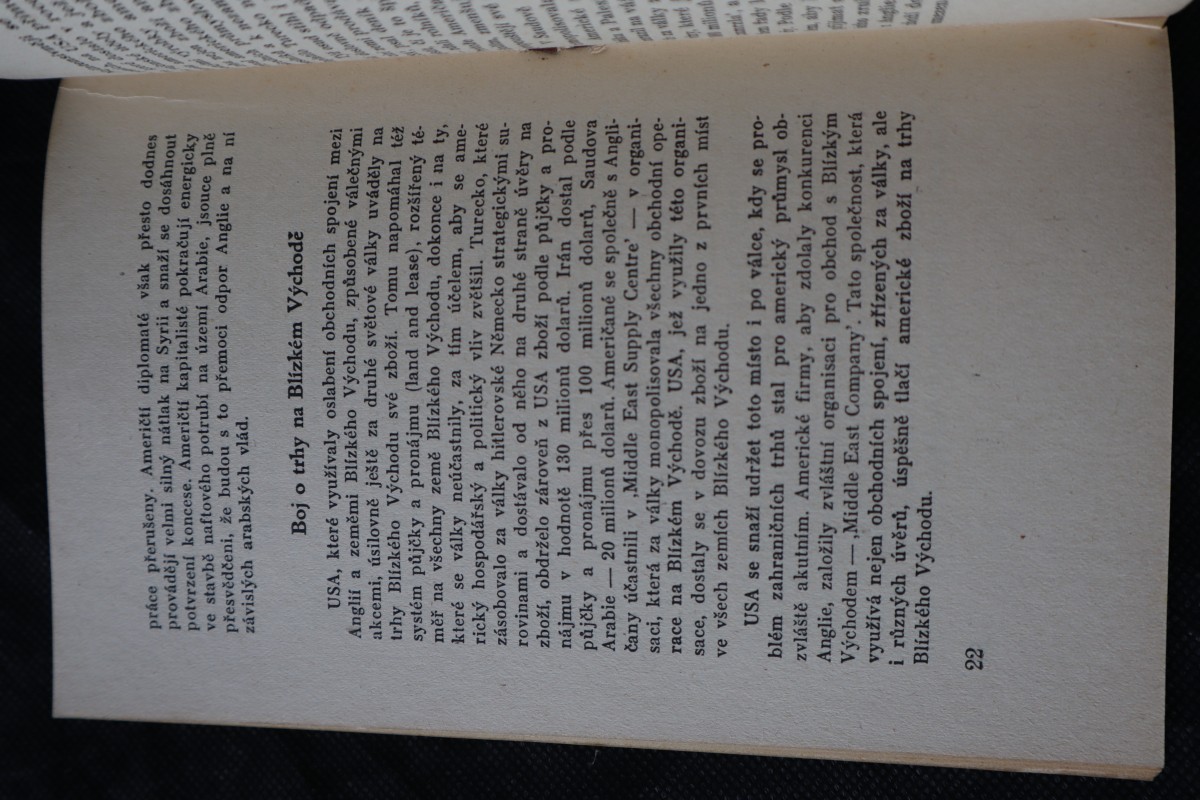 práce přerušeny. Američtí diplomaté však přesto dodnes
provádějí velmi silný nátlak na Syrii a snaží se dosáhnout
potvrzení koncese. Američtí kapitalisté pokračují energicky
ve stavbě naftového potrubí na území Arabie, jsouce plně
přesvědčeni, že budou s to přemoci odpor Anglie a na ní
závislých arabských vlád.
Boj o trhy na Blízkém Východě
USA, které využívaly oslabení obchodních spojení mezi
Anglií a zeměmi Blízkého Východu, způsobené válečnými
akcemi, úsilovně ještě za druhé světové války uváděly na
trhy Blízkého Východu své zboží. Tomu napomáhal též
systém půjčky a pronájmu (land and lease), rozšířený té-
měř na všechny země Blízkého Východu, dokonce i na ty,
které se války neúčastnily, za tím účelem, aby se ame-
rický hospodářský a politický vliv zvětšil. Turecko, které
zásobovalo za války hitlerovské Německo strategickými su-
rovinami a dostávalo od něho na druhé straně úvěry na
zboží, obdrželo zároveň z USA zboží podle půjčky a pro-
nájmu v hodnotě 130 milionů dolarů, Irán dostal podle
půjčky a pronájmu přes 100 milionů dolarů, Saudova
Arabie — 20 milionů dolarů. Američané se společně s Angli-
čany účastnili v ‚Middle East Supply Centre' — v organi-
saci, která za války monopolisovala všechny obchodní ope-
race na Blízkém Východě. USA, jež využily této organi-
sace, dostaly se v dovozu zboží na jedno z prvních míst
ve všech zemích Blízkého Východu.
USA se snaží udržet toto místo i po válce, kdy se pro-
blém zahraničních trhů stal pro americký průmysl ob-
zvláště akutním. Americké firmy, aby zdolaly konkurenci
Anglie, založily zvláštní organisaci pro obchod s Blízkým
Východem — ‚Middle East Company'. Tato společnost, která
využívá nejen obchodních spojení, zřízených za války, ale
i různých úvěrů, úspěšně tlačí americké zboží na trhy
Blízkého Východu.
22